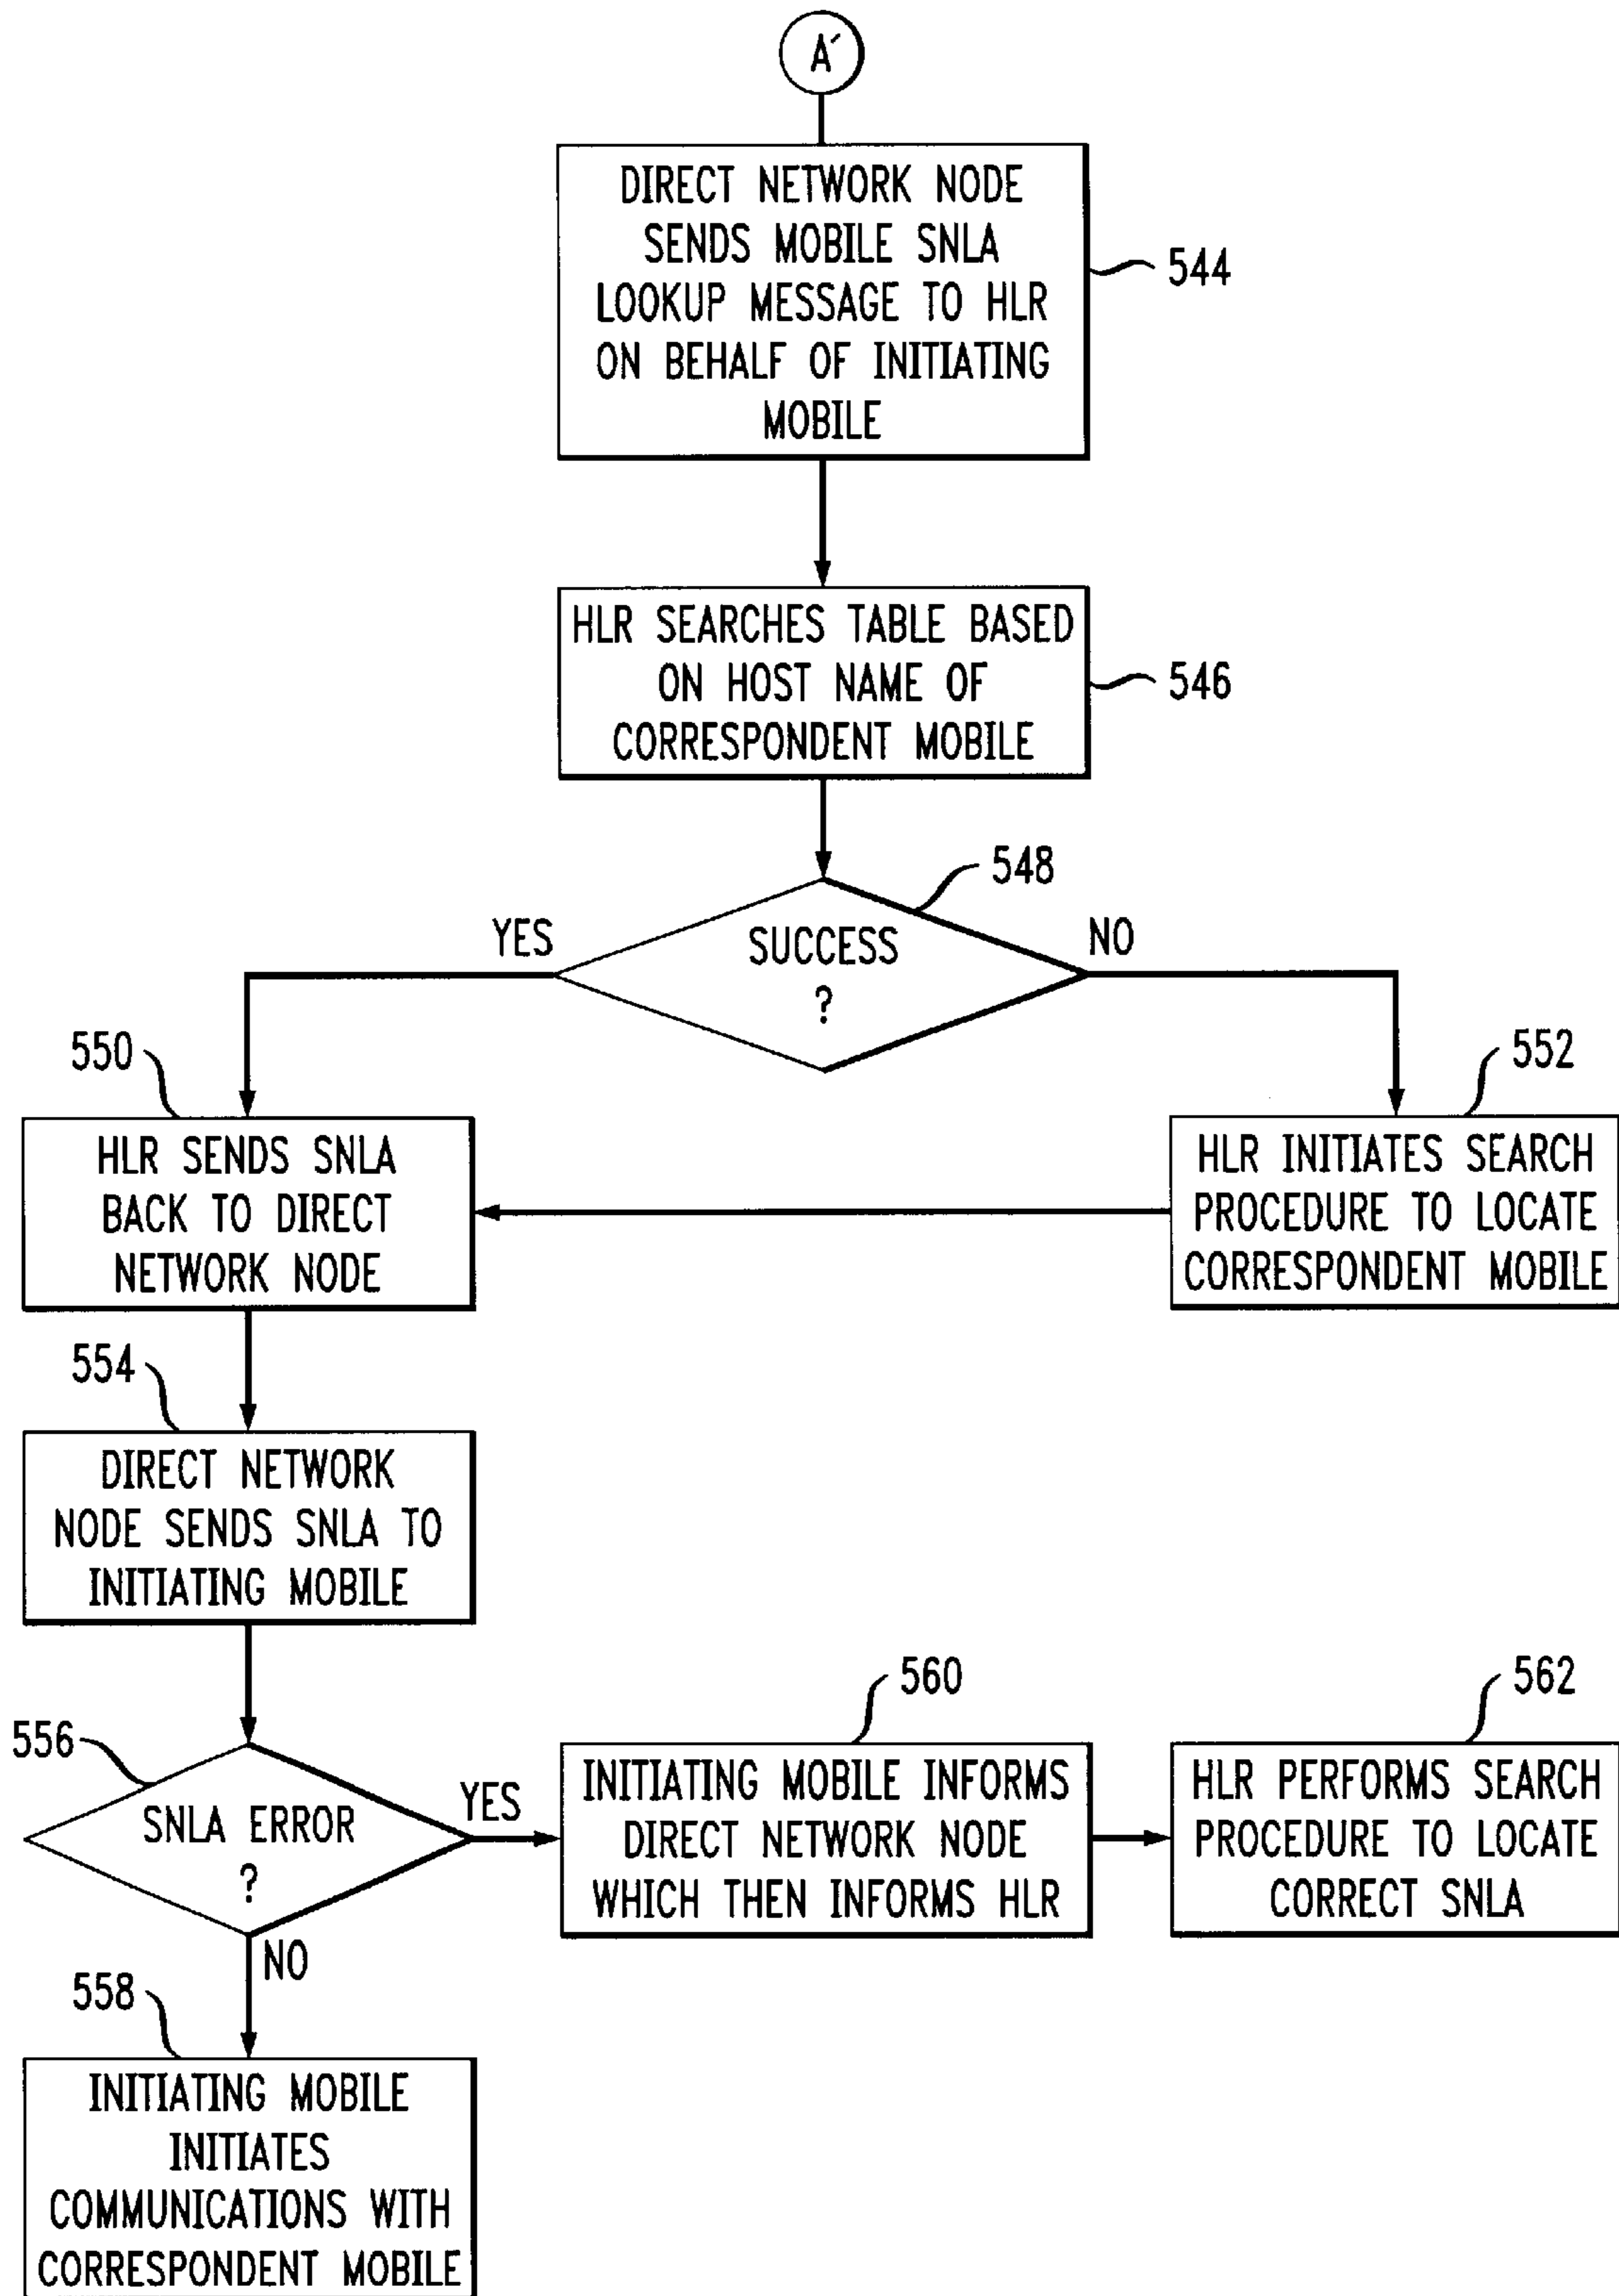 A′
DIRECT NETWORK NODE
SENDS MOBILE SNLA
LOOKUP MESSAGE TO HLR
ON BEHALF OF INITIATING
MOBILE
544
HLR SEARCHES TABLE BASED
ON HOST NAME OF
CORRESPONDENT MOBILE
546
548
YES
SUCCESS
?
NO
550
HLR SENDS SNLA
BACK TO DIRECT
NETWORK NODE
552
HLR INITIATES SEARCH
PROCEDURE TO LOCATE
CORRESPONDENT MOBILE
554
DIRECT NETWORK
NODE SENDS SNLA TO
INITIATING MOBILE
556
SNLA ERROR
?
YES
NO
560
INITIATING MOBILE INFORMS
DIRECT NETWORK NODE
WHICH THEN INFORMS HLR
562
HLR PERFORMS SEARCH
PROCEDURE TO LOCATE
CORRECT SNLA
558
INITIATING MOBILE
INITIATES
COMMUNICATIONS WITH
CORRESPONDENT MOBILE